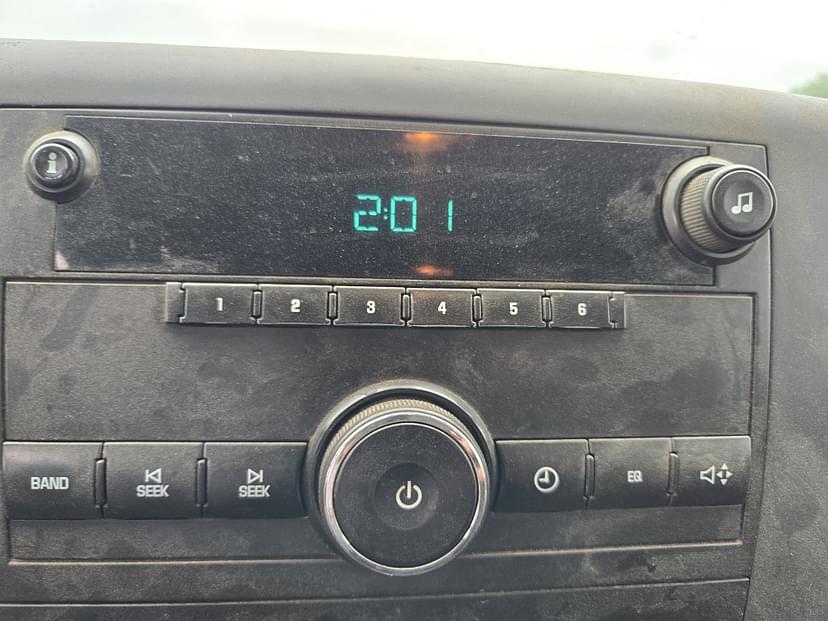 i
2:01
1 2 3 4 5 6
BAND SEEK SEEK EQ